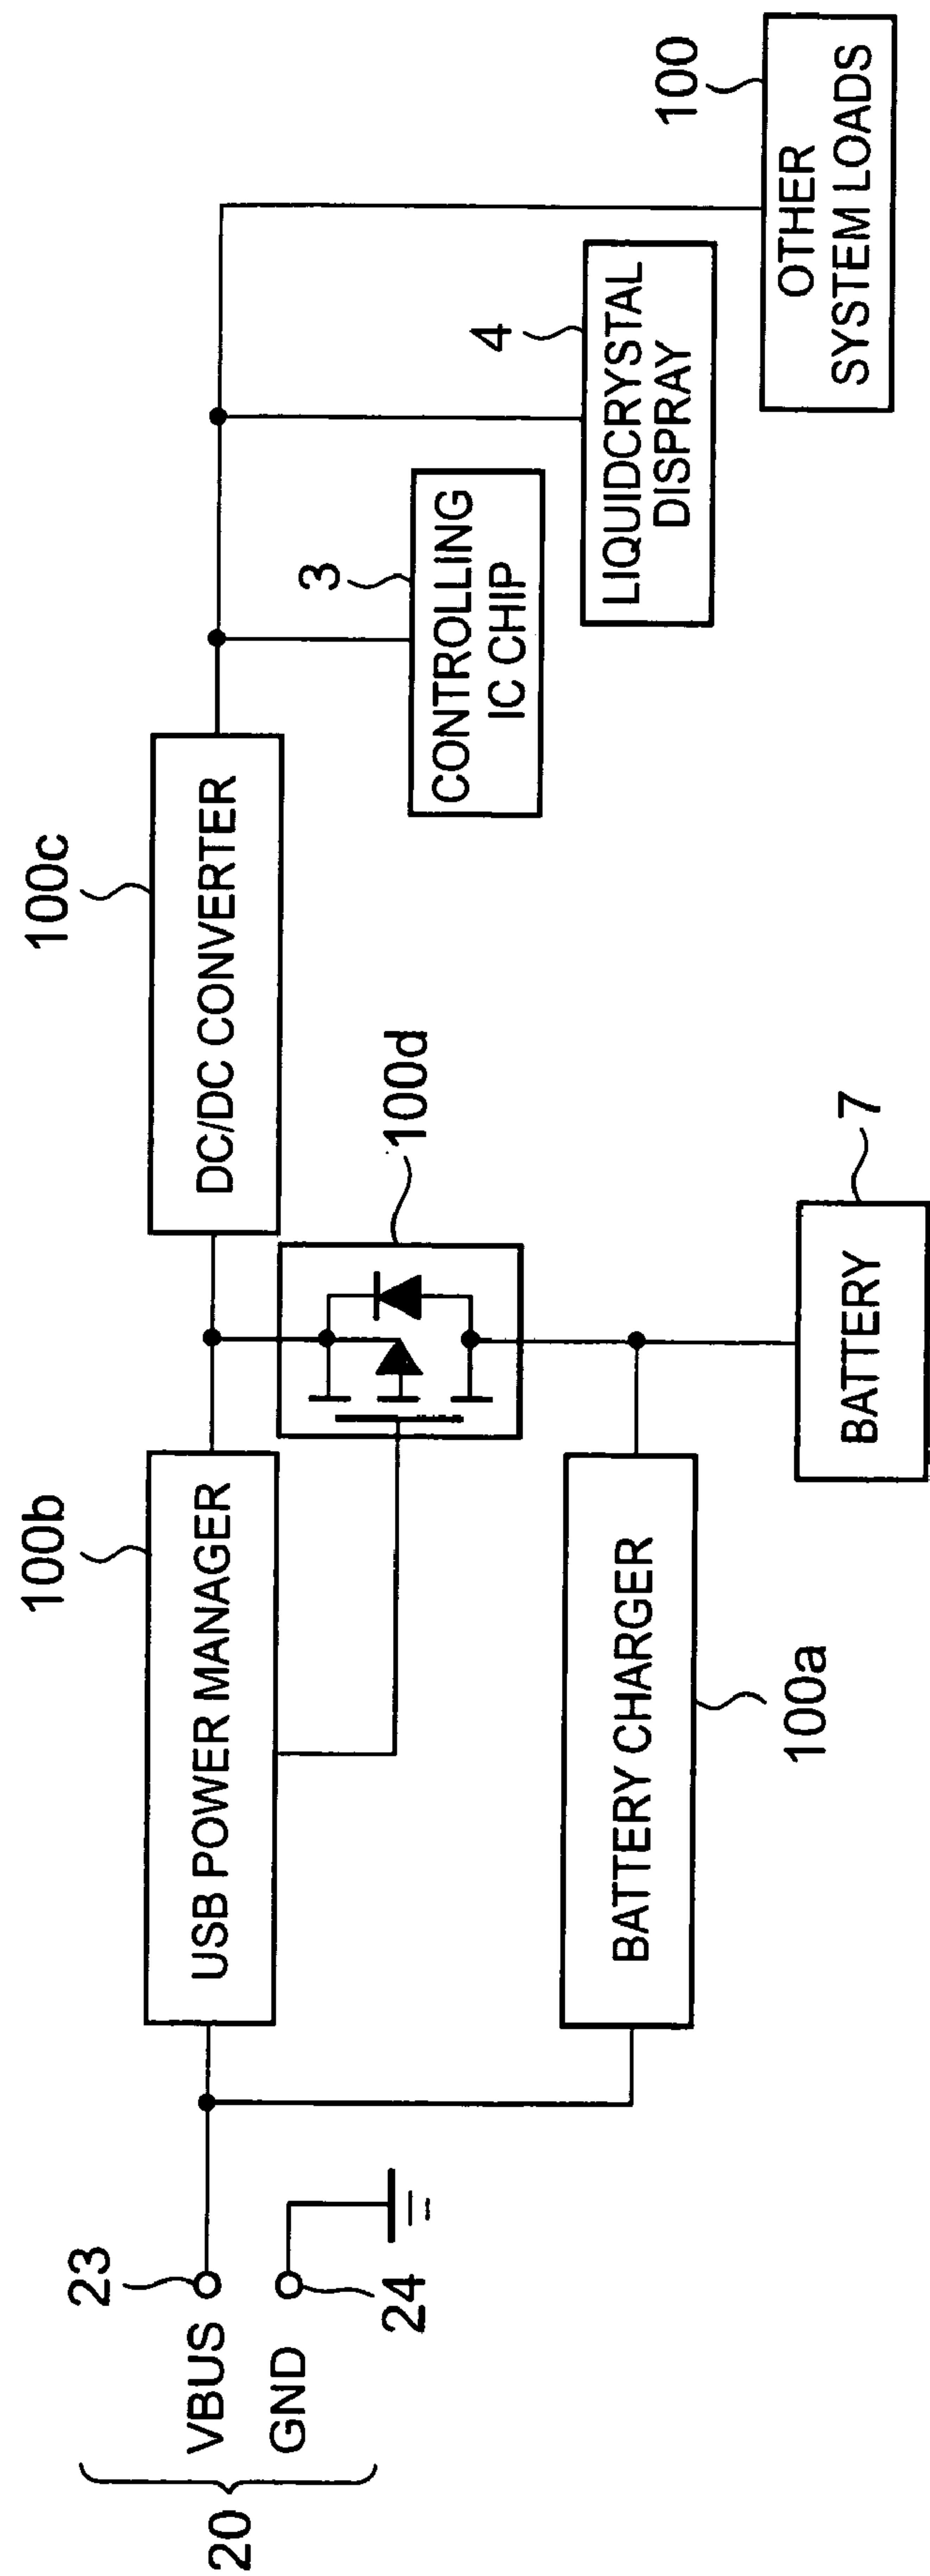 20
VBUS
GND
23
24
100b
USB POWER MANAGER
BATTERY CHARGER
100a
100d
BATTERY
7
100c
DC/DC CONVERTER
3
CONTROLLING
IC CHIP
4
LIQUIDCRYSTAL
DISPRAY
100
OTHER
SYSTEM LOADS